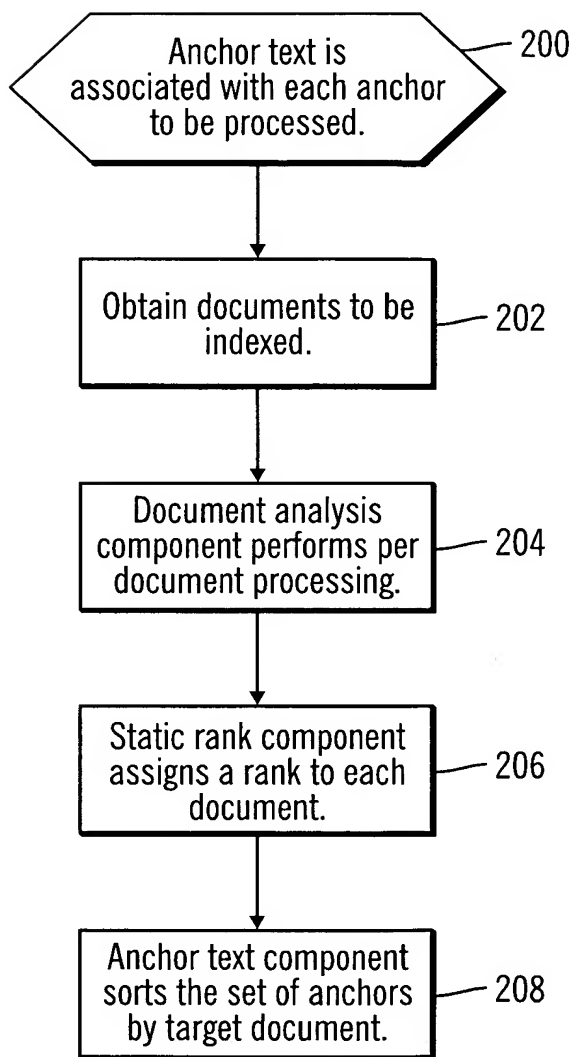 Anchor text is
associated with each anchor
to be processed.
200
Obtain documents to be
indexed.
202
Document analysis
component performs per
document processing.
204
Static rank component
assigns a rank to each
document.
206
Anchor text component
sorts the set of anchors
by target document.
208